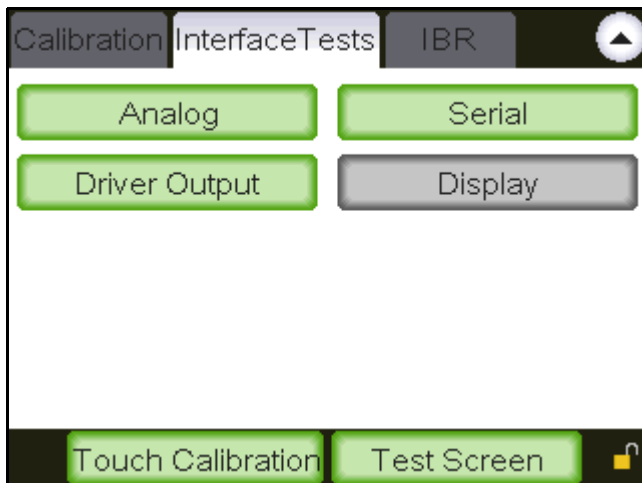 Calibration InterfaceTests IBR
Analog Serial
Driver Output Display
Touch Calibration Test Screen